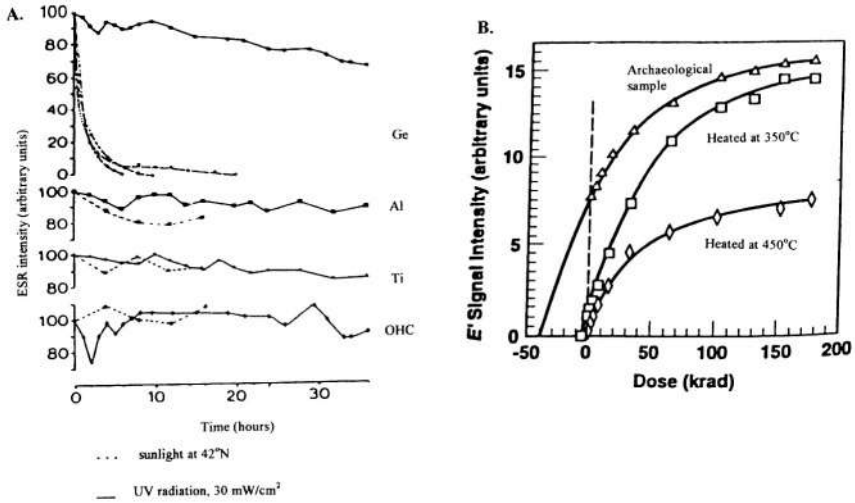 A.
100
80
60
40
20
0
100
80
100
80
100
80
Ge
Al
Ti
OHC
ESR intensity (arbitrary units)
0
10
20
30
Time (hours)
... sunlight at 42°N
— UV radiation, 30 mW/cm²
B.
E' Signal Intensity (arbitrary units)
15
10
5
0
-50
0
50
100
150
200
Dose (krad)
Archaeological
sample
Heated at 350°C
Heated at 450°C